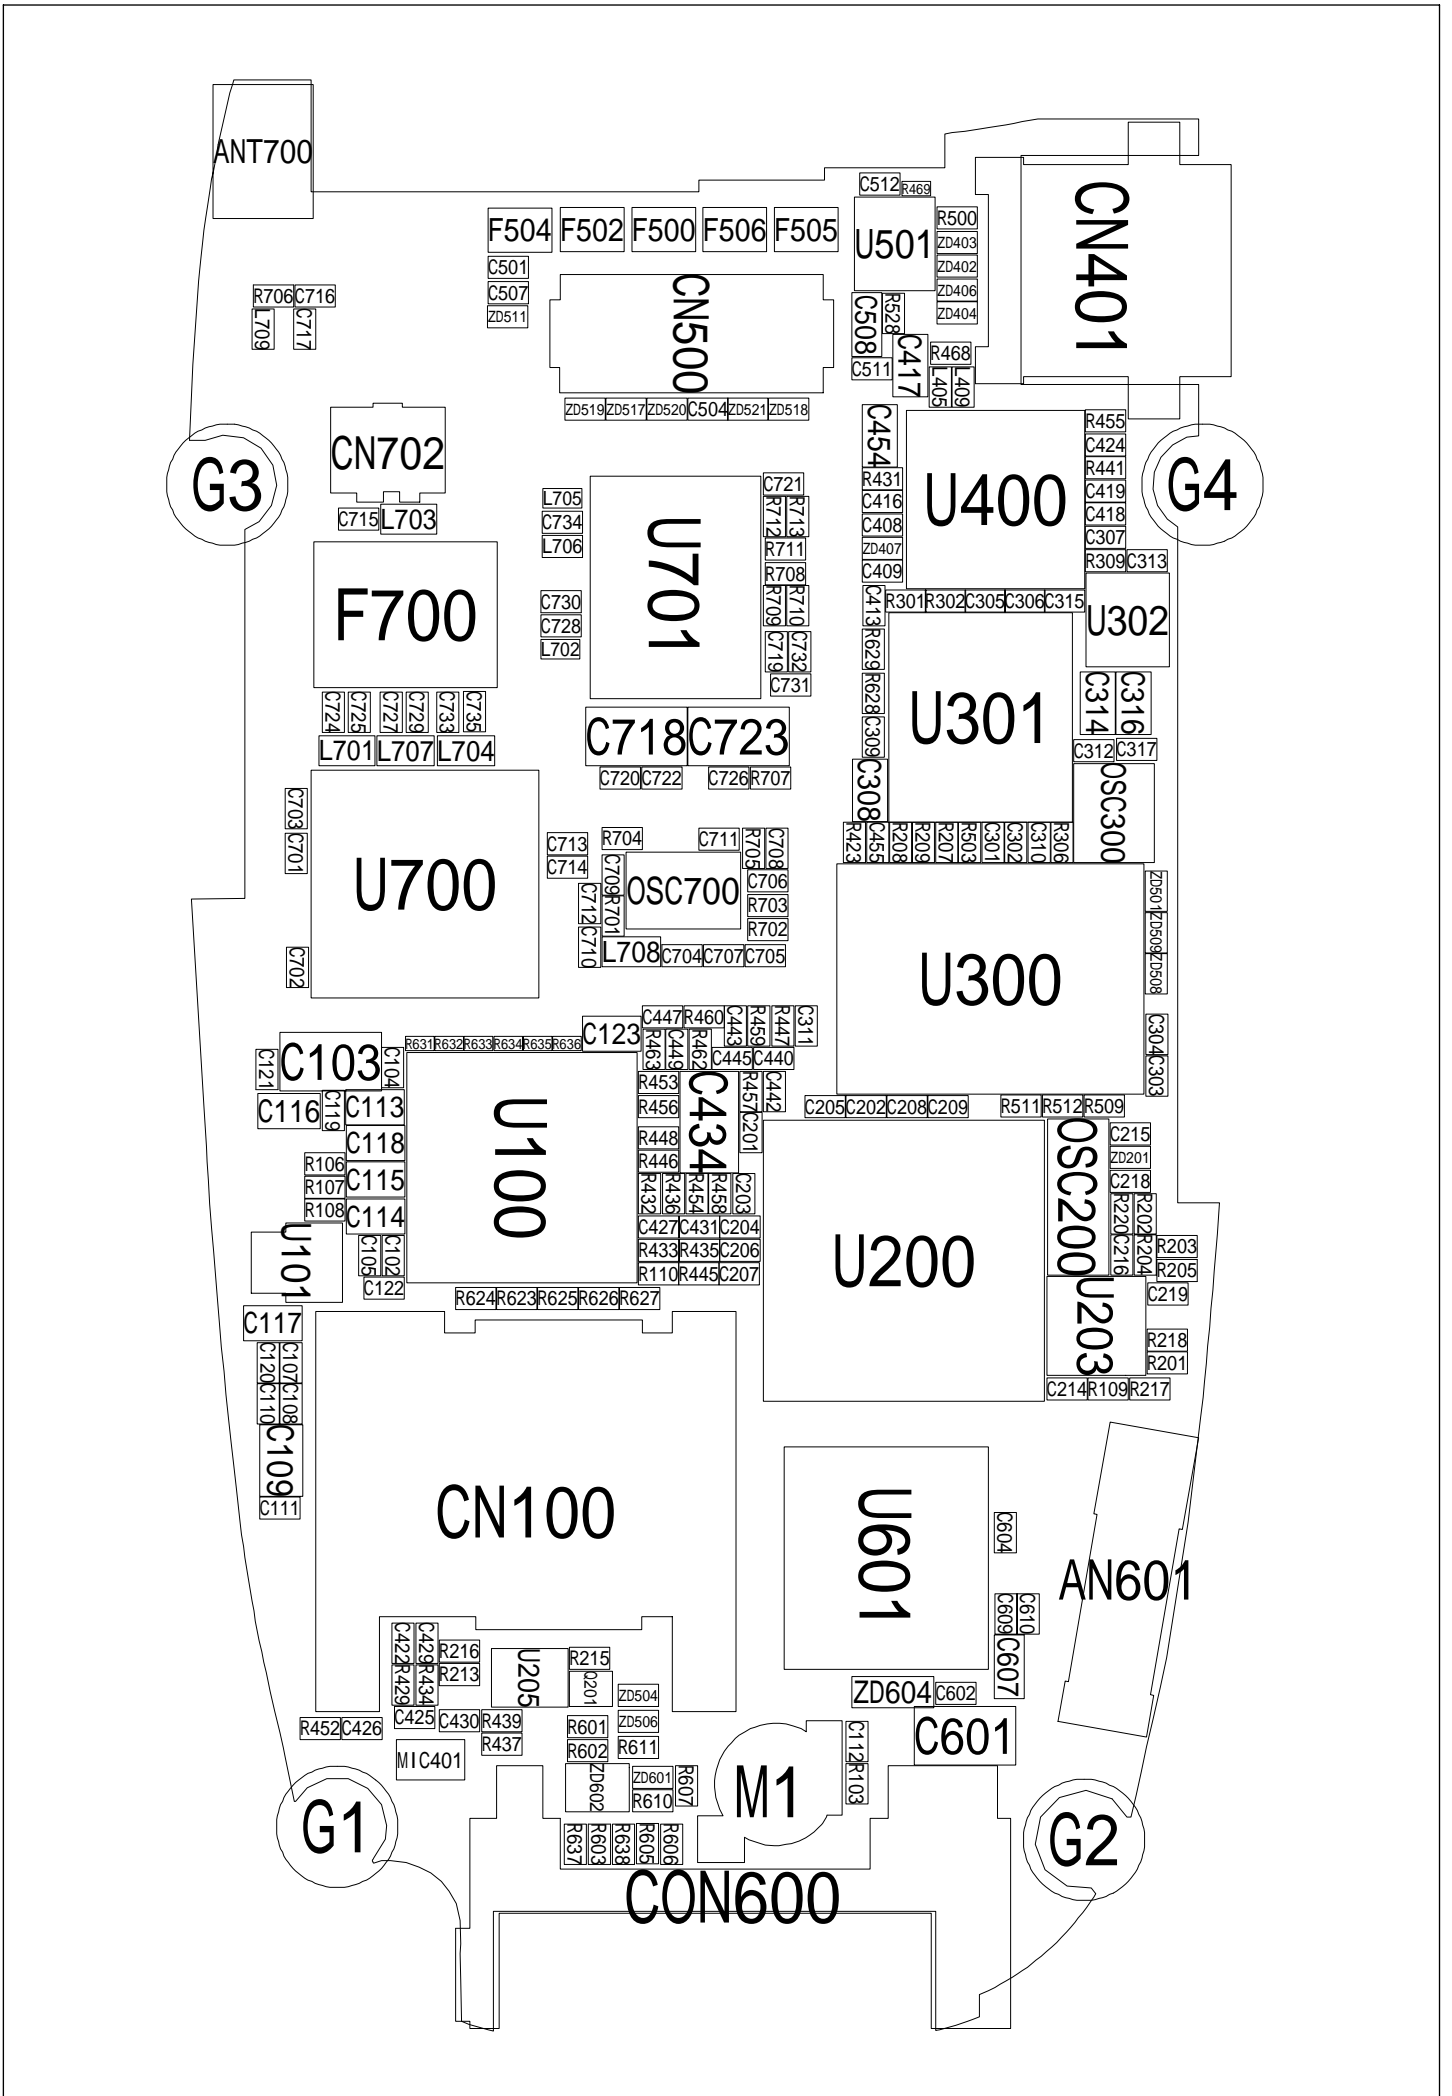 ANT700
C512
R469
CN401
F504 F502 F500 F506 F505
U501
R500
ZD403
ZD402
ZD406
ZD404
C501
C507
ZD511
CN500
C508
R528
C417
C511
R468
L405
L409
R706 C716
L709
C717
ZD519 ZD517 ZD520 C504 ZD521 ZD518
CN702
G3
C715
L703
C454
R431
C416
C408
ZD407
C409
U400
R455
C424
R441
C419
C418
C307
R309 C313
G4
L705
C734
L706
U701
C721
R712
R713
R711
R708
R709
R710
C719
C732
C731
F700
C730
C728
L702
C413
R301 R302 C305 C306 C315
U302
R629
R628
C309
C308
U301
C314
C316
C312 C317
OSC300
C724
C725
C727
C729
C733
C735
L701 L707 L704
C718 C723
C720 C722 C726 R707
C703
C701
C702
U700
C713
C714
R704
C711
R705
C708
C709
R701
OSC700
C706
R703
R702
C712
C710
L708 C704 C707 C705
R423
C455
R208
R209
R207
R503
C301
C302
C310
R306
U300
ZD501
ZD509
ZD508
C304
C303
C447 R460
C443
R459
R447
C311
C123
R463
C449
R462
C445 C440
R631 R632 R633 R634 R635 R636
C121
C103
C104
C116
C119
C113
C118
C115
C114
R106
R107
R108
U101
C105
C102
C122
U100
R453
R456
R448
R446
C434
R457
C442
C201
R432
R436
R454
R458
C203
C427 C431 C204
R433 R435 C206
R110 R445 C207
C205 C202 C208 C209
R511 R512 R509
U200
OSC200
C215
ZD201
C218
R220
R202
C216
R204
R203
R205
C219
U203
R218
R201
C214 R109 R217
R624 R623 R625 R626 R627
C117
C120
C107
C110
C108
C109
C111
CN100
U601
C604
AN601
C609
C610
C607
C422
C429
R429
R434
R216
R213
U205
R215
Q201
ZD504
ZD506
R611
ZD604 C602
C601
R452 C426
C425
C430 R439
R437
R601
R602
MIC401
ZD602
ZD601
R610
R607
M1
C112
R103
G1
R637
R603
R638
R605
R606
G2
CON600